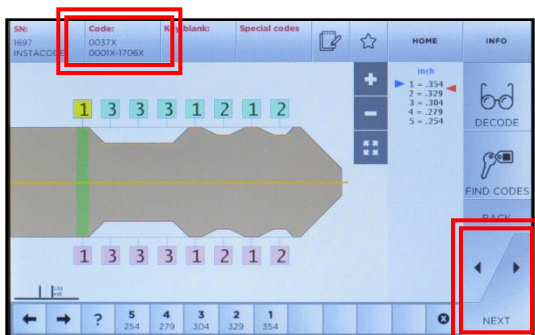 SN:
1697
INSTACODE
Code:
0037X
0001X-1706X
Key blank:
Special codes
HOME
INFO
inch
1 = .354
2 = .329
3 = .304
4 = .279
5 = .254
DECODE
FIND CODES
BACK
NEXT
1 3 3 3 1 2 1 2
1 3 3 3 2 1 2
?
5
254
4
279
3
304
2
329
1
354